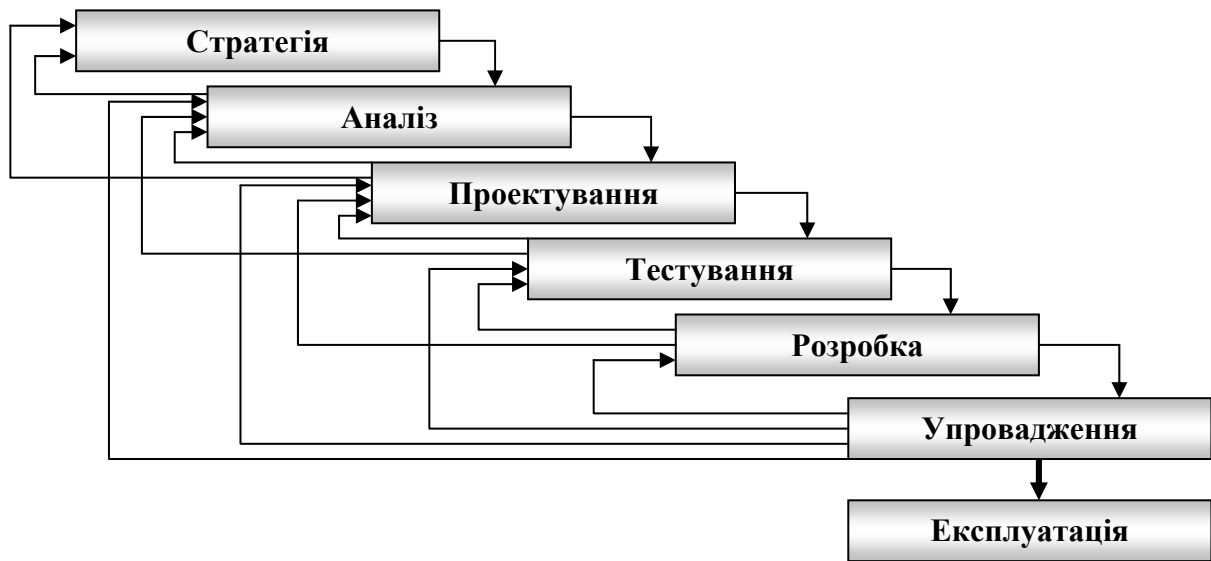 Стратегія
Аналіз
Проектування
Тестування
Розробка
Упровадження
Експлуатація